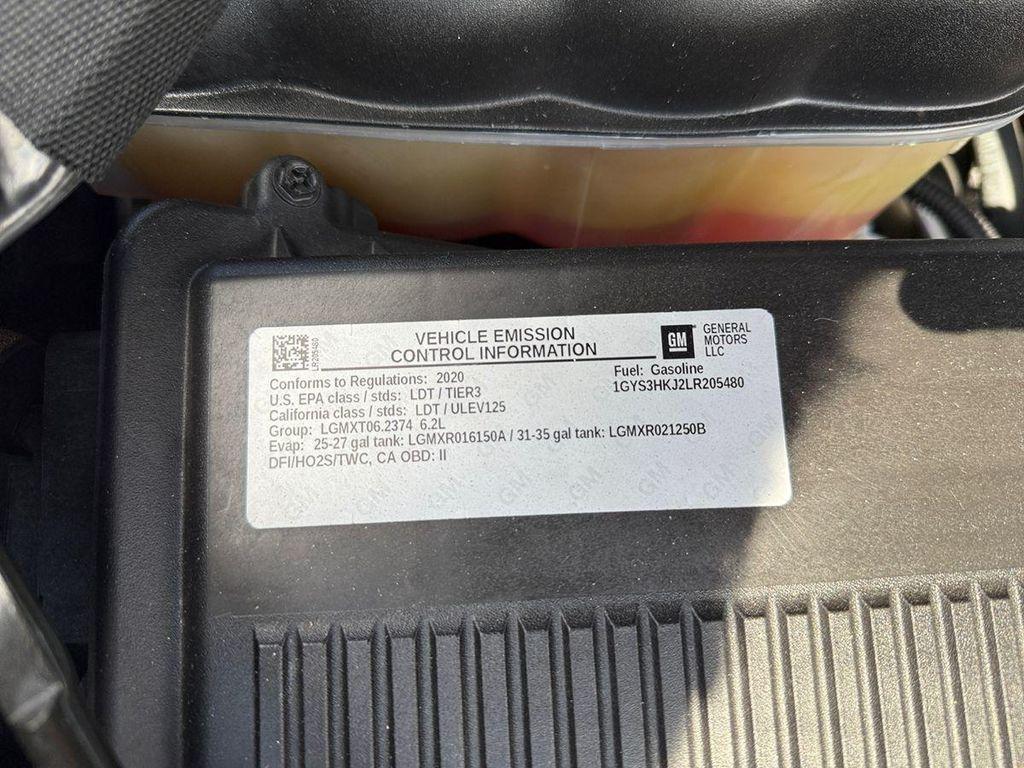 LR205480
VEHICLE EMISSION
CONTROL INFORMATION
GM
GENERAL
MOTORS
LLC
Conforms to Regulations: 2020
U.S. EPA class / stds: LDT / TIER3
California class / stds: LDT / ULEV125
Group: LGMXT06.2374 6.2L
Evap: 25-27 gal tank: LGMXR016150A / 31-35 gal tank: LGMXR021250B
DFI/HO2S/TWC, CA OBD: II
Fuel: Gasoline
1GYS3HKJ2LR205480